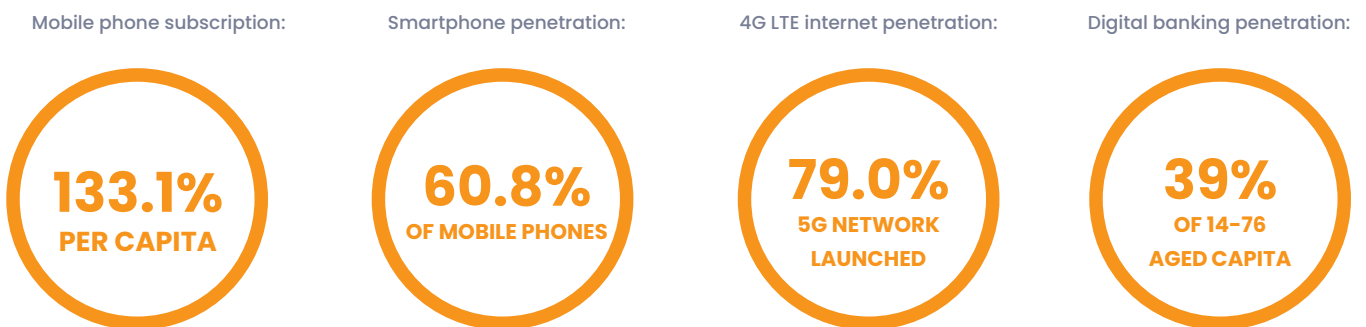 Mobile phone subscription:
133.1%
PER CAPITA
Smartphone penetration:
60.8%
OF MOBILE PHONES
4G LTE internet penetration:
79.0%
5G NETWORK
LAUNCHED
Digital banking penetration:
39%
OF 14-76
AGED CAPITA